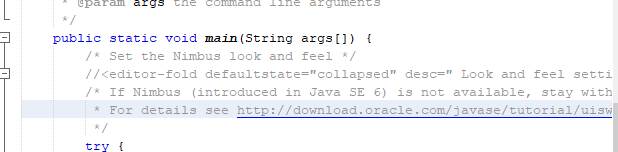 * @param args the command line arguments
*/
public static void main(String args[]) {
/* Set the Nimbus look and feel */
//<editor-fold defaultstate="collapsed" desc=" Look and feel setti
/* If Nimbus (introduced in Java SE 6) is not available, stay with
* For details see http://download.oracle.com/javase/tutorial/uisw
*/
try {